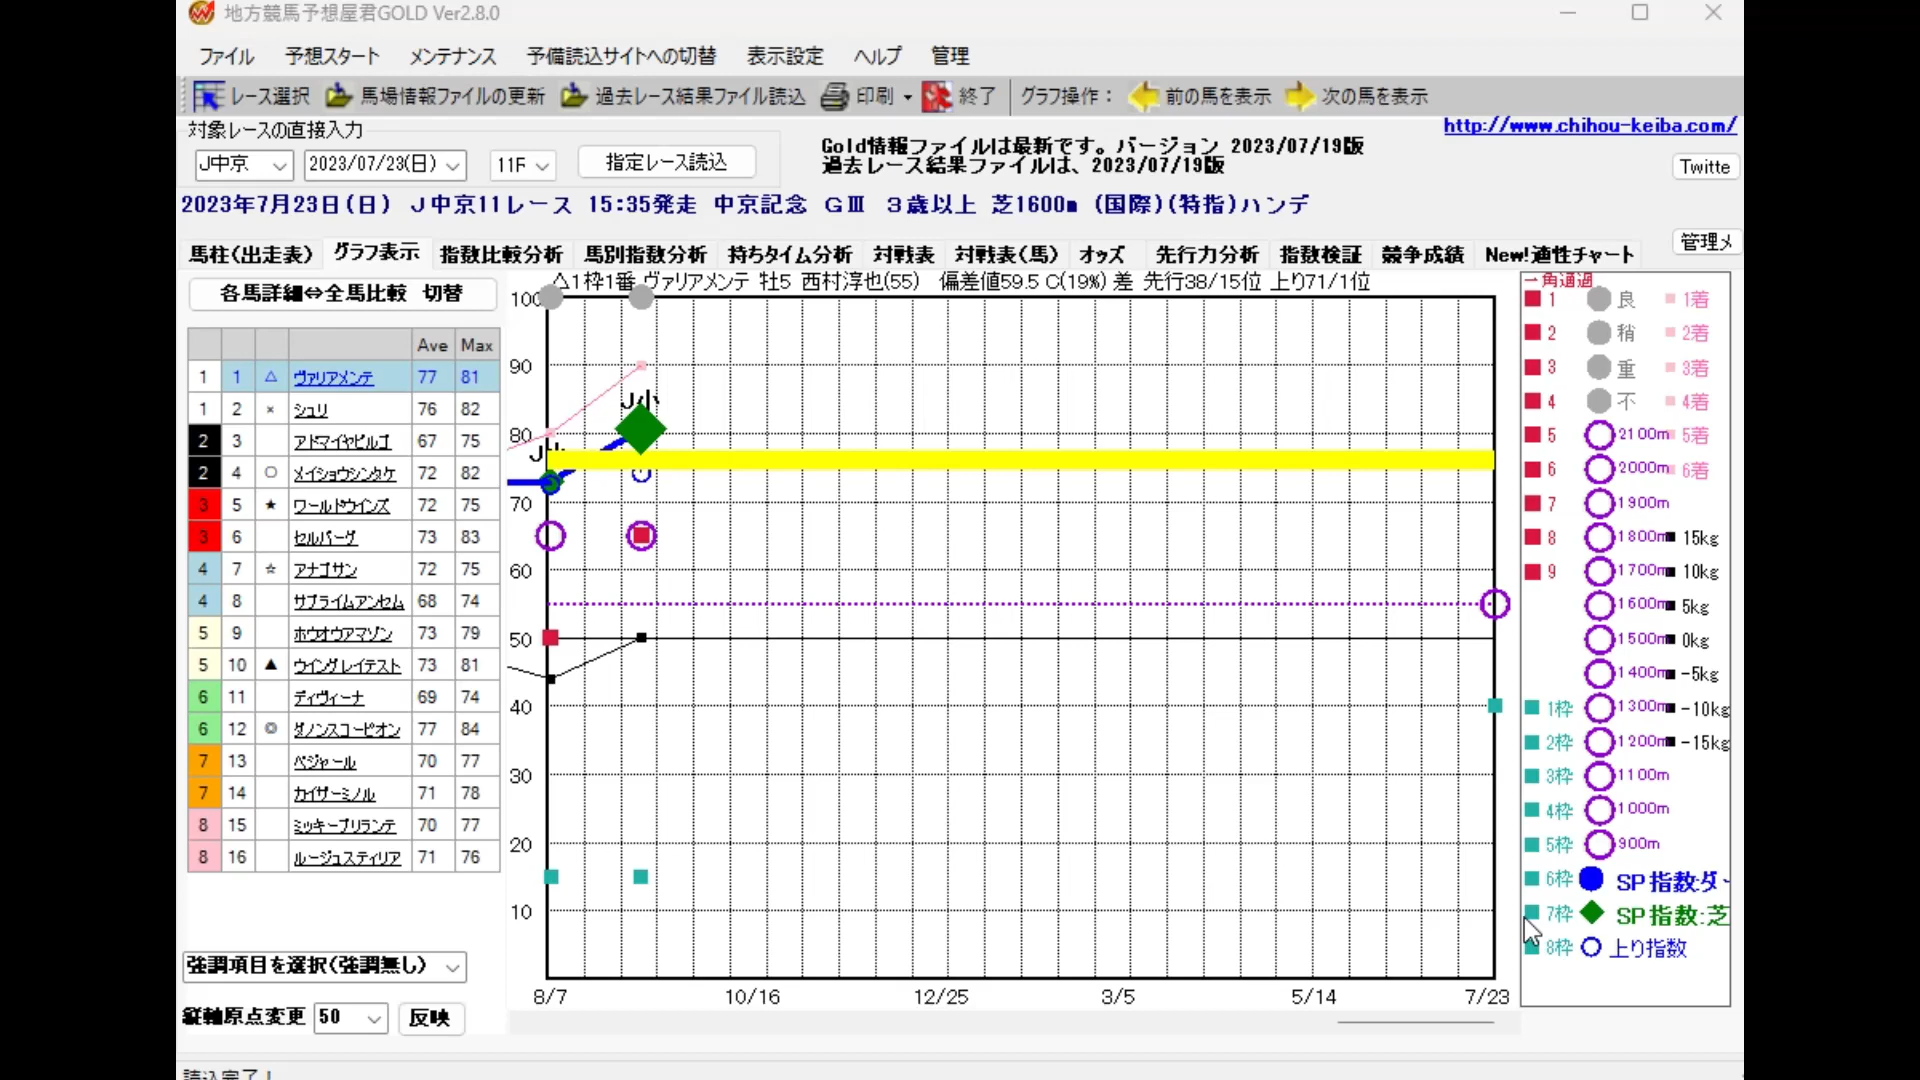 地方競馬予想屋君GOLD Ver2.8.0
ファイル 予想スタート メンテナンス 予備読込サイトへの切替 表示設定 ヘルプ 管理
レース選択 馬場情報ファイルの更新 過去レース結果ファイル読込 印刷 終了 グラフ操作： 前の馬を表示 次の馬を表示
対象レースの直接入力
http://www.chihou-keiba.com/
J中京 2023/07/23(日) 11F 指定レース読込
Gold情報ファイルは最新です。バージョン 2023/07/19版
過去レース結果ファイルは、2023/07/19版
Twitte
2023年7月23日(日) J中京11レース 15:35発走 中京記念 GⅢ 3歳以上 芝1600m (国際)(特指)ハンデ
管理メ
馬柱(出走表) グラフ表示 指数比較分析 馬別指数分析 持ちタイム分析 対戦表 対戦表(馬) オッズ 先行力分析 指数検証 競争成績 New!適性チャート
各馬詳細⇔全馬比較 切替
△1枠1番 ヴァリアメンテ 牡5 西村淳也(55) 偏差値59.5 C(19%) 差 先行38/15位 上り71/1位
Ave Max
1 1 △ ヴァリアメンテ 77 81
1 2 × シュリ 76 82
2 3 アドマイヤビルゴ 67 75
2 4 ○ メイショウシンタケ 72 82
3 5 ★ ワールドウインズ 72 75
3 6 セルバーグ 73 83
4 7 ☆ アナゴサン 72 75
4 8 サブライムアンセム 68 74
5 9 ホウオウアマゾン 73 79
5 10 ▲ ウイングレイテスト 73 81
6 11 ディヴィーナ 69 74
6 12 ◎ ダノンスコーピオン 77 84
7 13 ベジャール 70 77
7 14 カイザーミノル 71 78
8 15 ミッキーブリランテ 70 77
8 16 ルージュスティリア 71 76
強調項目を選択(強調無し)
縦軸原点変更 50 反映
100
90
80
70
60
50
40
30
20
10
J小
8/7 10/16 12/25 3/5 5/14 7/23
一角通過
1 良 1着
2 稍 2着
3 重 3着
4 不 4着
5 2100m 5着
6 2000m 6着
7 1900m
8 1800m 15kg
9 1700m 10kg
1600m 5kg
1500m 0kg
1400m -5kg
1枠 1300m -10kg
2枠 1200m -15kg
3枠 1100m
4枠 1000m
5枠 900m
6枠 SP指数:ダ
7枠 SP指数:芝
8枠 上り指数
読込完了！